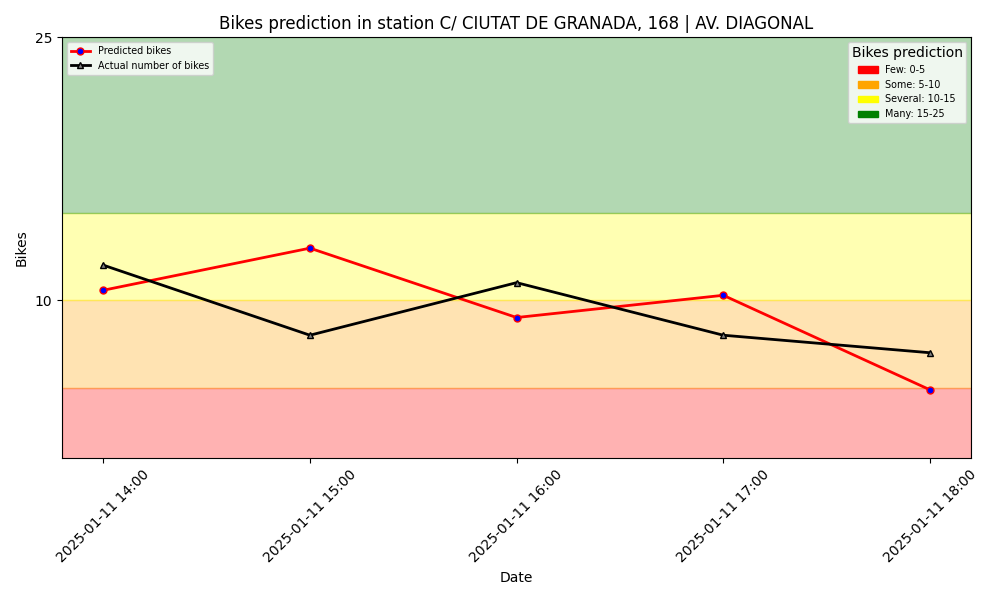 Bikes prediction in station C/ CIUTAT DE GRANADA, 168 | AV. DIAGONAL
25
10
Bikes
Predicted bikes
Actual number of bikes
Bikes prediction
Few: 0-5
Some: 5-10
Several: 10-15
Many: 15-25
2025-01-11 14:00
2025-01-11 15:00
2025-01-11 16:00
2025-01-11 17:00
2025-01-11 18:00
Date